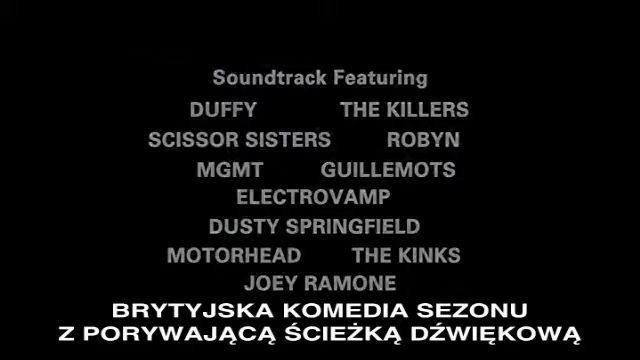 Soundtrack Featuring
DUFFY THE KILLERS
SCISSOR SISTERS ROBYN
MGMT GUILLEMOTS
ELECTROVAMP
DUSTY SPRINGFIELD
MOTORHEAD THE KINKS
JOEY RAMONE
BRYTYJSKA KOMEDIA SEZONU
Z PORYWAJĄCĄ ŚCIEŻKĄ DŹWIĘKOWĄ